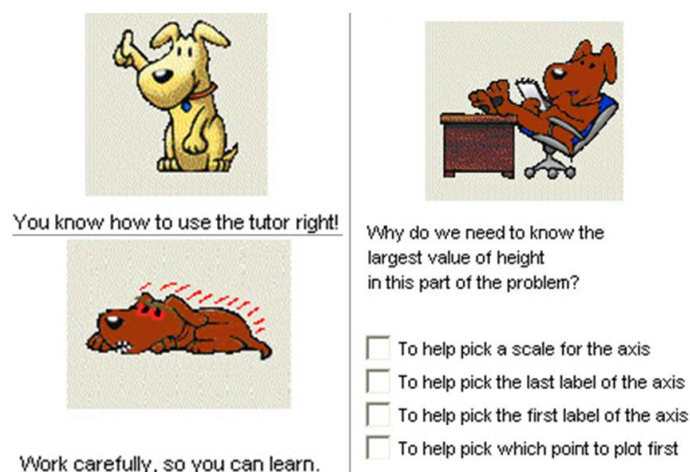 You know how to use the tutor right!
Work carefully, so you can learn.
Why do we need to know the
largest value of height
in this part of the problem?
To help pick a scale for the axis
To help pick the last label of the axis
To help pick the first label of the axis
To help pick which point to plot first